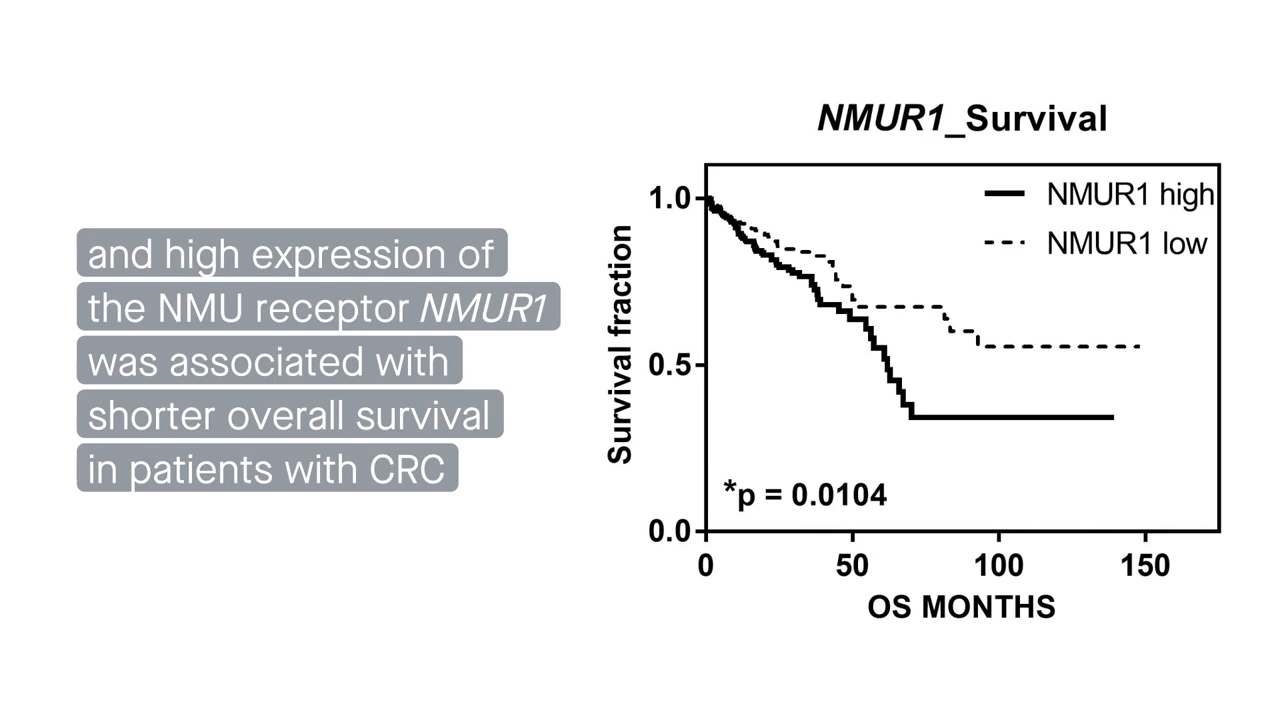 and high expression of
the NMU receptor NMUR1
was associated with
shorter overall survival
in patients with CRC
NMUR1_Survival
NMUR1 high
NMUR1 low
Survival fraction
1.0
0.5
0.0
*p = 0.0104
0 50 100 150
OS MONTHS